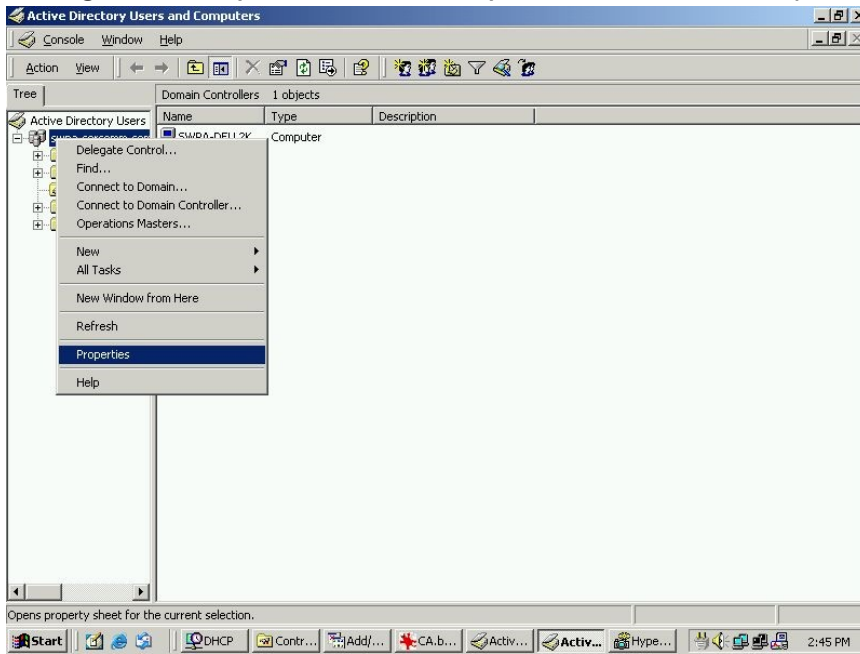 Active Directory Users and Computers
Console Window Help
Action View
Tree
Domain Controllers 1 objects
Active Directory Users
Name Type Description
SWPA-DELL2K Computer
Delegate Control...
Find...
Connect to Domain...
Connect to Domain Controller...
Operations Masters...
New
All Tasks
New Window from Here
Refresh
Properties
Help
Opens property sheet for the current selection.
Start DHCP Contr... Add/... CA.b... Activ... Activ... Hype... 2:45 PM